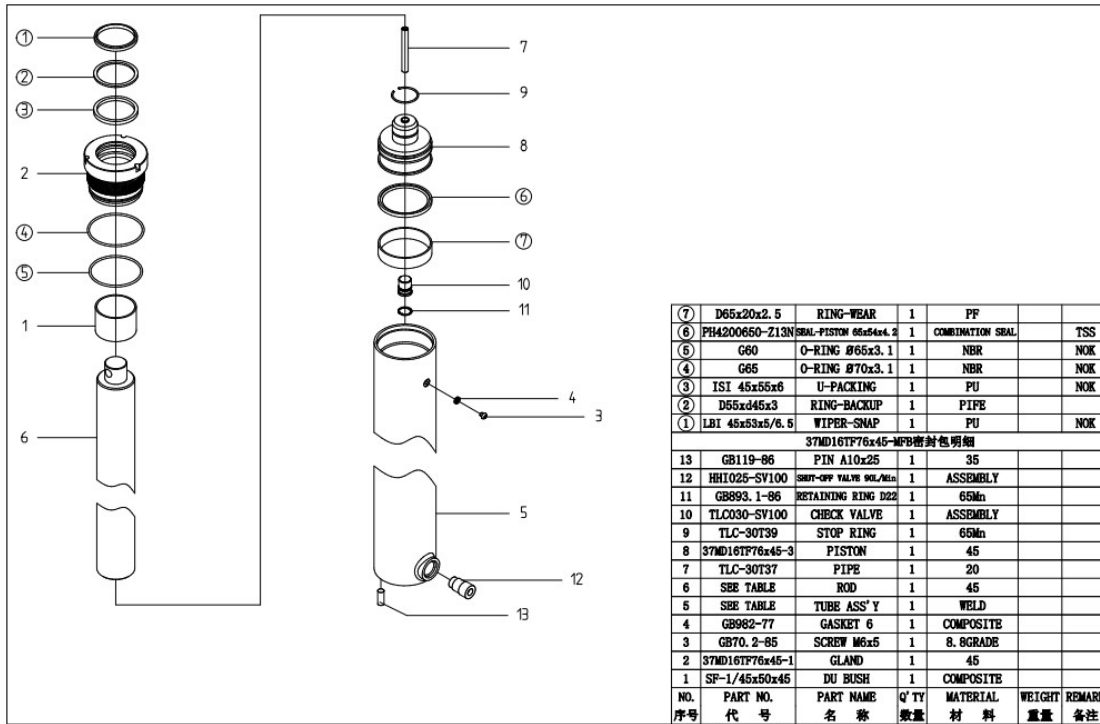 ①
②
③
2
④
⑤
1
6
7
9
8
⑥
⑦
10
11
4
3
5
12
13
⑦ D65x20x2.5 RING-WEAR 1 PF
⑥ PH4200650-Z13N SEAL-PISTON 65x54x4.2 1 COMBINATION SEAL TSS
⑤ G60 O-RING Ø65x3.1 1 NBR NOK
④ G65 O-RING Ø70x3.1 1 NBR NOK
③ ISI 45x55x6 U-PACKING 1 PU NOK
② D55xd45x3 RING-BACKUP 1 PIFE
① LBI 45x53x5/6.5 WIPER-SNAP 1 PU NOK
37MD16TF76x45-MFB密封包明细
13 GB119-86 PIN A10x25 1 35
12 HHI025-SV100 SHUT-OFF VALVE 90L/Min 1 ASSEMBLY
11 GB893.1-86 RETAINING RING D22 1 65Mn
10 TLC030-SV100 CHECK VALVE 1 ASSEMBLY
9 TLC-30T39 STOP RING 1 65Mn
8 37MD16TF76x45-3 PISTON 1 45
7 TLC-30T37 PIPE 1 20
6 SEE TABLE ROD 1 45
5 SEE TABLE TUBE ASS'Y 1 WELD
4 GB982-77 GASKET 6 1 COMPOSITE
3 GB70.2-85 SCREW M6x5 1 8.8GRADE
2 37MD16TF76x45-1 GLAND 1 45
1 SF-1/45x50x45 DU BUSH 1 COMPOSITE
NO. PART NO. PART NAME Q'TY MATERIAL WEIGHT REMARK
序号 代 号 名 称 数量 材 料 重量 备注